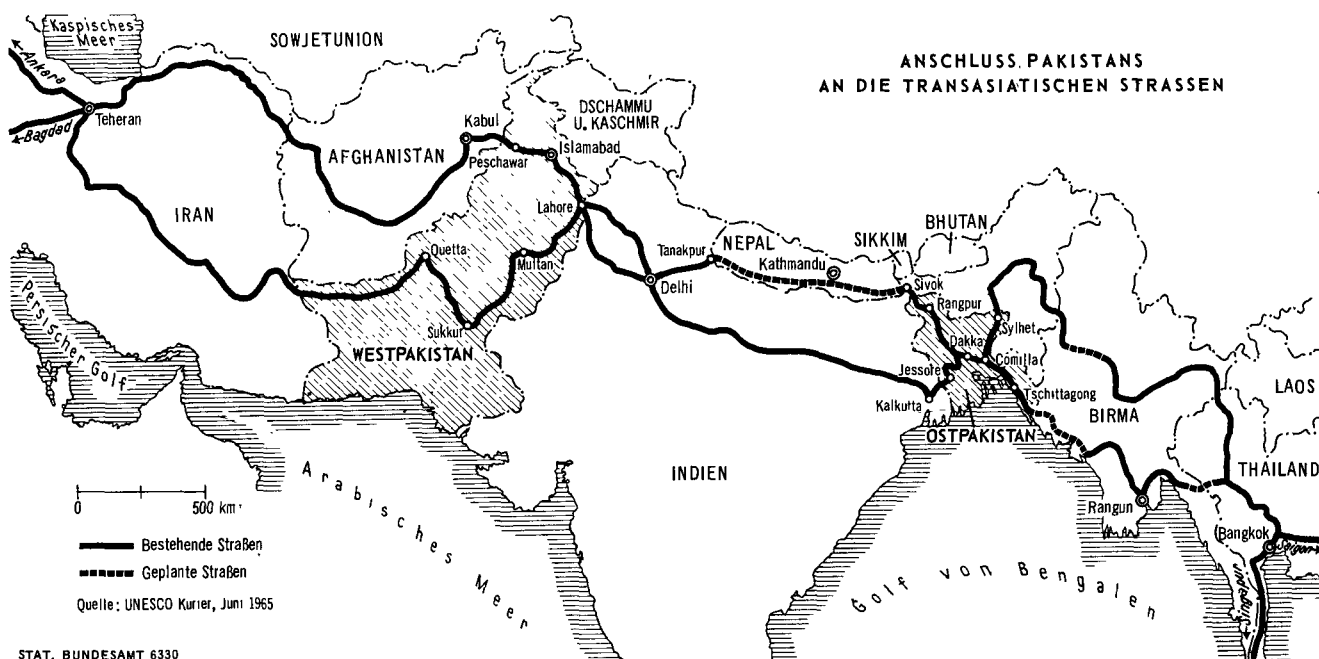 ANSCHLUSS PAKISTANS
AN DIE TRANSASIATISCHEN STRASSEN
Kaspisches
Meer
SOWJETUNION
Ankara
Teheran
Bagdad
AFGHANISTAN
Kabul
Peschawar
Islamabad
DSCHAMMU
U. KASCHMIR
IRAN
Lahore
Quetta
Multan
Sukkur
WESTPAKISTAN
Persischer Golf
Tanakpur
NEPAL
Kathmandu
SIKKIM
BHUTAN
Delhi
Sivok
Rangpur
Sylhet
Dakka
Comilla
Jessore
Tschittagong
Kalkutta
OSTPAKISTAN
BIRMA
LAOS
THAILAND
INDIEN
Rangun
Bangkok
Arabisches Meer
Golf von Bengalen
0 500 km
Bestehende Straßen
Geplante Straßen
Quelle: UNESCO Kurier, Juni 1965
STAT. BUNDESAMT 6330